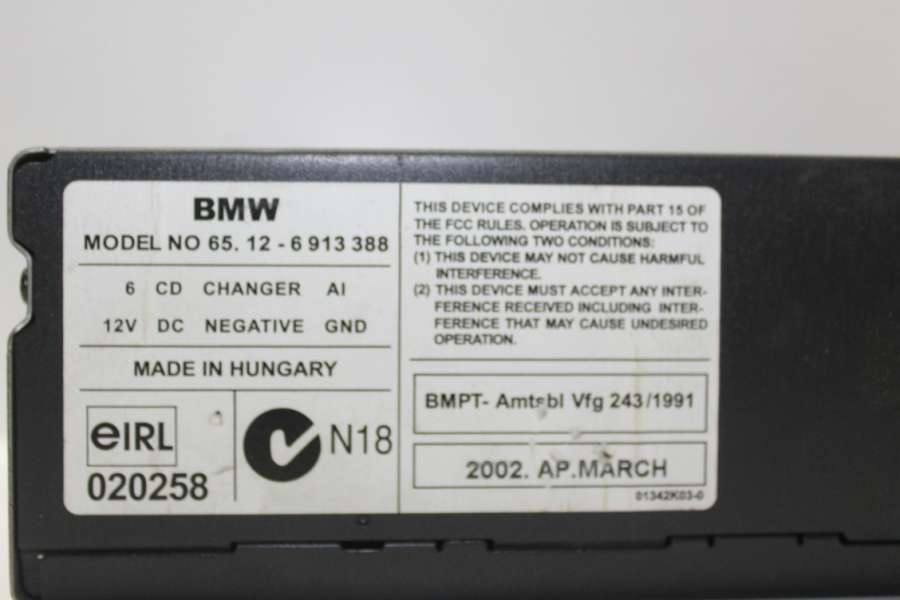 BMW
MODEL NO 65. 12 - 6 913 388
6 CD CHANGER AI
12V DC NEGATIVE GND
MADE IN HUNGARY
eIRL
020258
N18
THIS DEVICE COMPLIES WITH PART 15 OF
THE FCC RULES. OPERATION IS SUBJECT TO
THE FOLLOWING TWO CONDITIONS:
(1) THIS DEVICE MAY NOT CAUSE HARMFUL
INTERFERENCE.
(2) THIS DEVICE MUST ACCEPT ANY INTER-
FERENCE RECEIVED INCLUDING INTER-
FERENCE THAT MAY CAUSE UNDESIRED
OPERATION.
BMPT- Amtsbl Vfg 243/1991
2002. AP.MARCH
01342K03-0